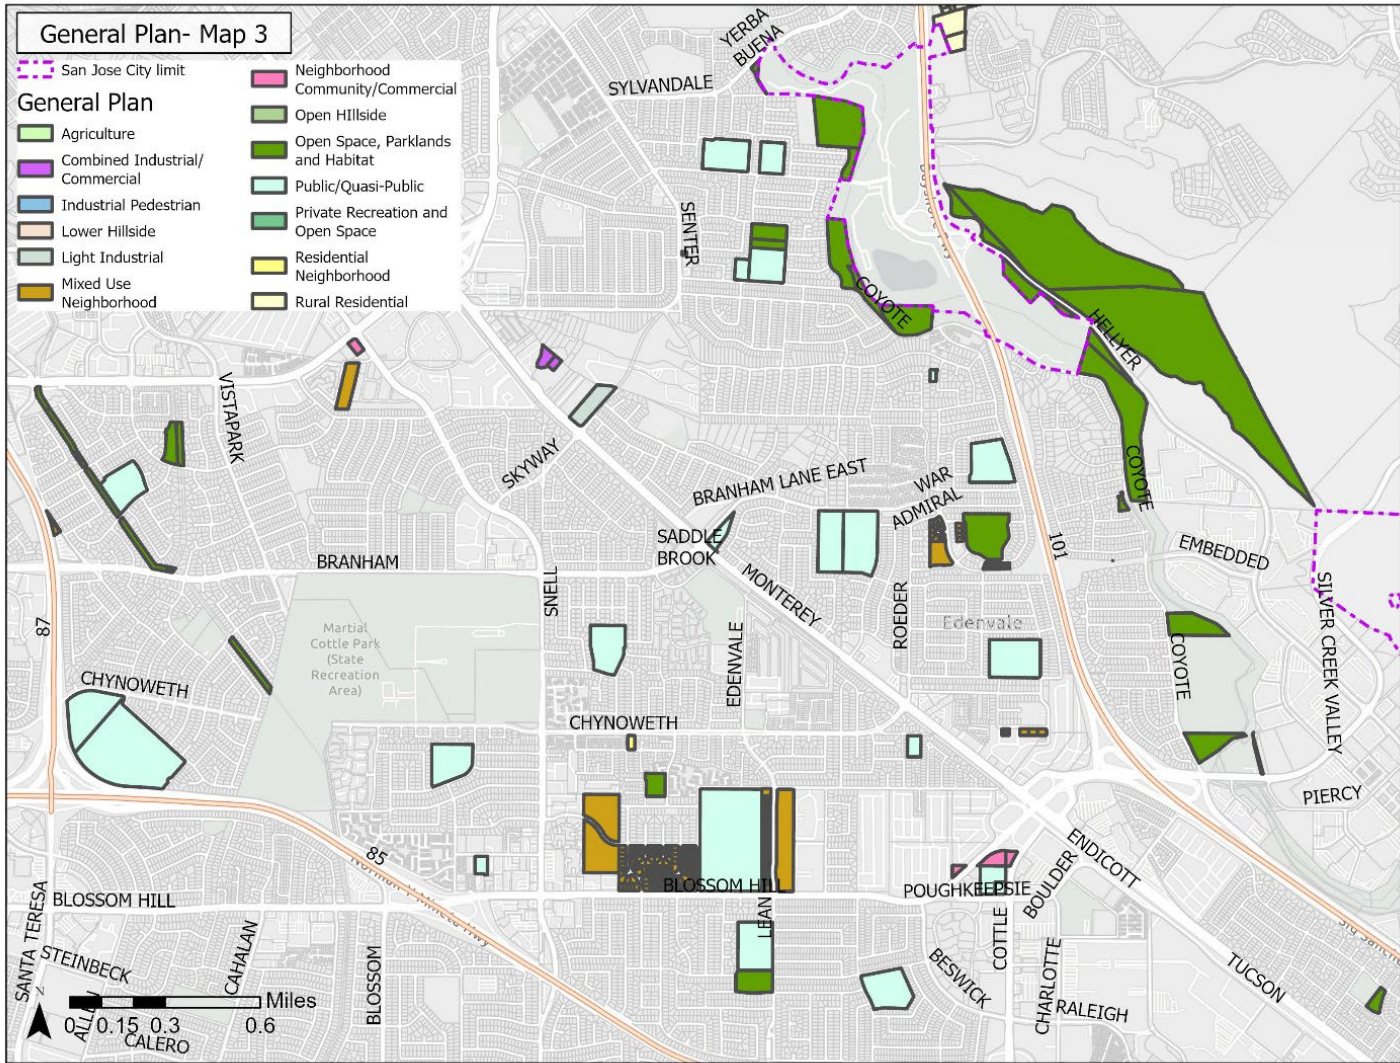 General Plan- Map 3
San Jose City limit
General Plan
Agriculture
Combined Industrial/
Commercial
Industrial Pedestrian
Lower Hillside
Light Industrial
Mixed Use
Neighborhood
Neighborhood
Community/Commercial
Open HIllside
Open Space, Parklands
and Habitat
Public/Quasi-Public
Private Recreation and
Open Space
Residential
Neighborhood
Rural Residential
YERBA
BUENA
SYLVANDALE
SENTER
COYOTE
HELLYER
VISTAPARK
SKYWAY
COYOTE
BRANHAM LANE EAST
WAR
ADMIRAL
SADDLE
BROOK
101
EMBEDDED
BRANHAM
MONTEREY
SNELL
ROEDER
SILVER CREEK VALLEY
87
Martial
Cottle Park
(State
Recreation
Area)
EDENVALE
Edenvale
COYOTE
CHYNOWETH
CHYNOWETH
PIERCY
ENDICOTT
85
BLOSSOM HILL
POUGHKEEPSIE
BOULDER
BLOSSOM HILL
LEAN
COTTLE
SANTA TERESA
STEINBECK
CAHALAN
BLOSSOM
BESWICK
CHARLOTTE
TUCSON
RALEIGH
ALLEN
CALERO
N
Miles
0 0.15 0.3 0.6